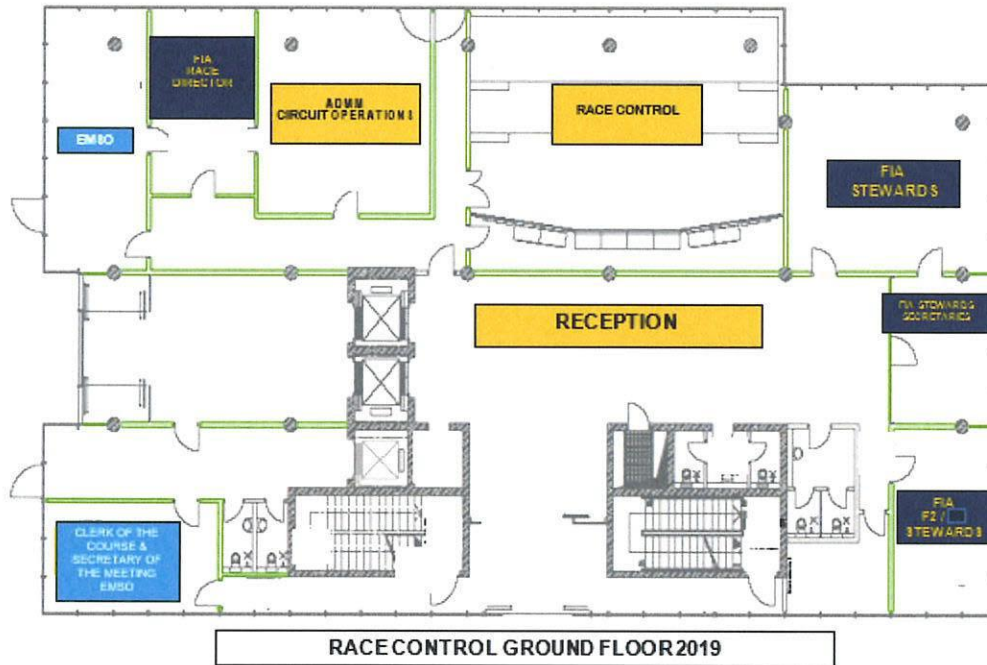 FIA
RACE
DIRECTOR
ADMM
CIRCUIT OPERATIONS
RACE CONTROL
EMSO
FIA
STEWARDS
FIA STEWARDS
SECRETARIES
RECEPTION
CLERK OF THE
COURSE &
SECRETARY OF
THE MEETING
EMSO
FIA
F2 /
STEWARDS
RACE CONTROL GROUND FLOOR 2019